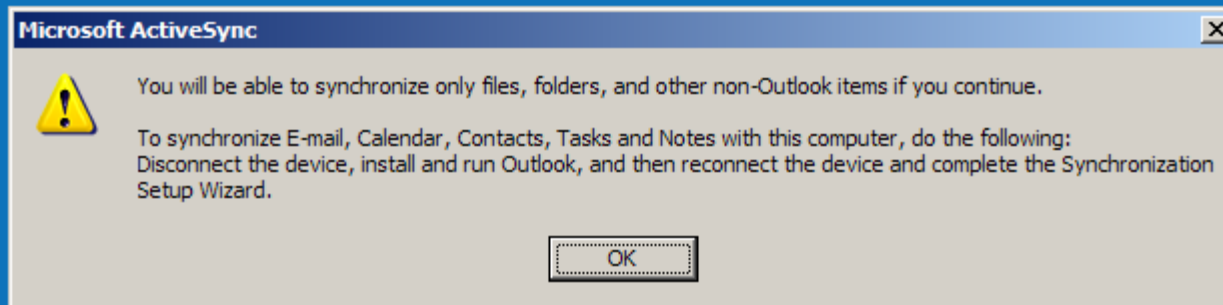 Microsoft ActiveSync
You will be able to synchronize only files, folders, and other non-Outlook items if you continue.
To synchronize E-mail, Calendar, Contacts, Tasks and Notes with this computer, do the following:
Disconnect the device, install and run Outlook, and then reconnect the device and complete the Synchronization
Setup Wizard.
OK